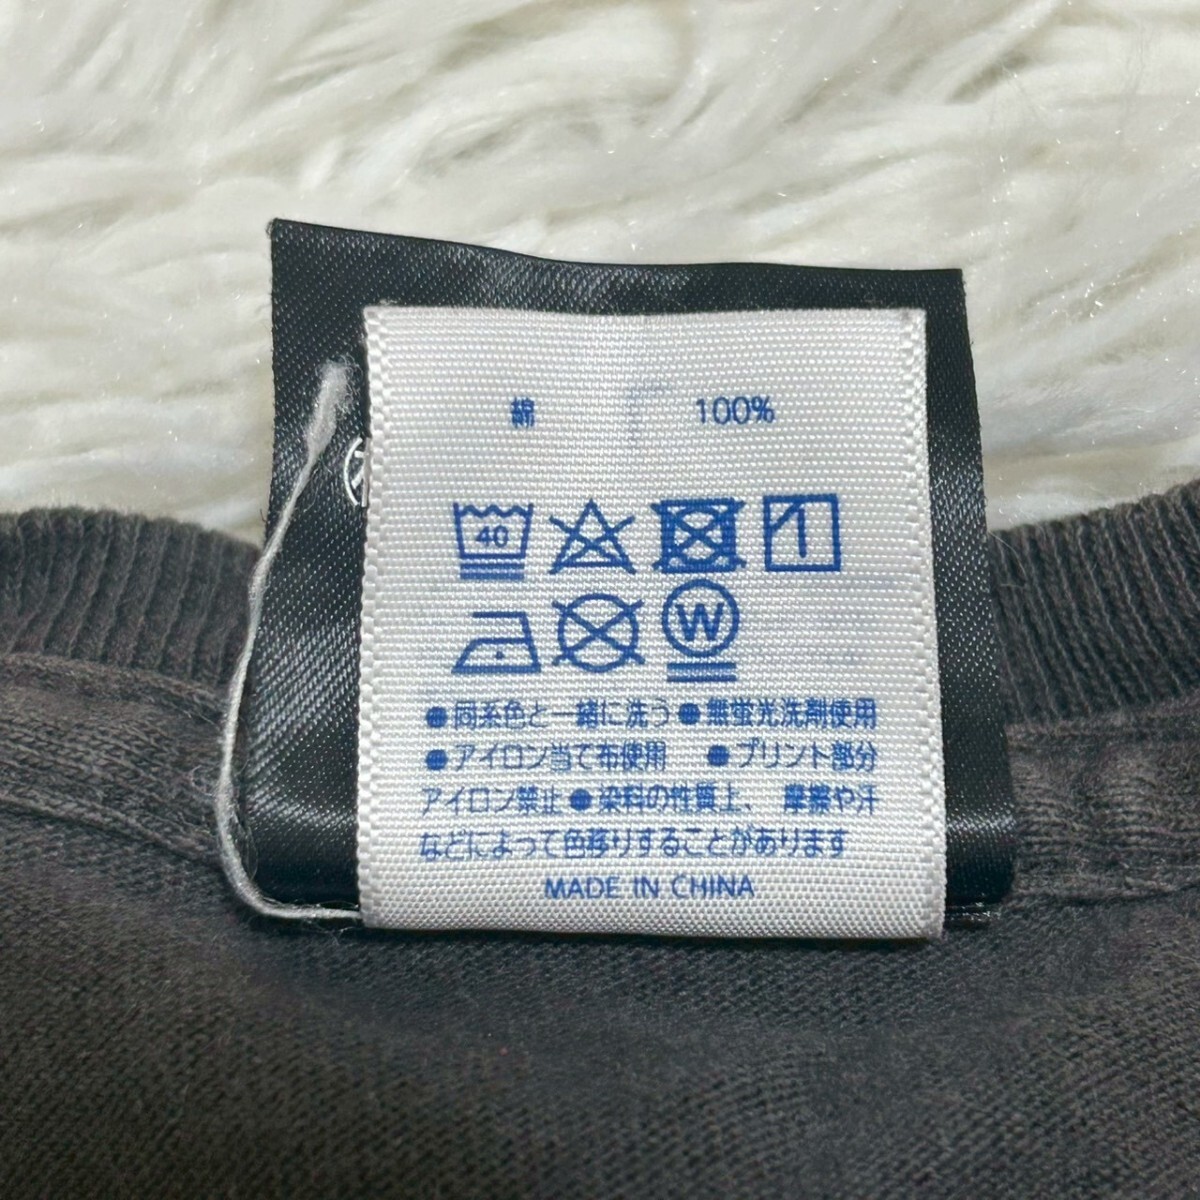 綿 100%
40
W
●同系色と一緒に洗う●無蛍光洗剤使用
●アイロン当て布使用 ●プリント部分
アイロン禁止●染料の性質上、摩擦や汗
などによって色移りすることがあります
MADE IN CHINA